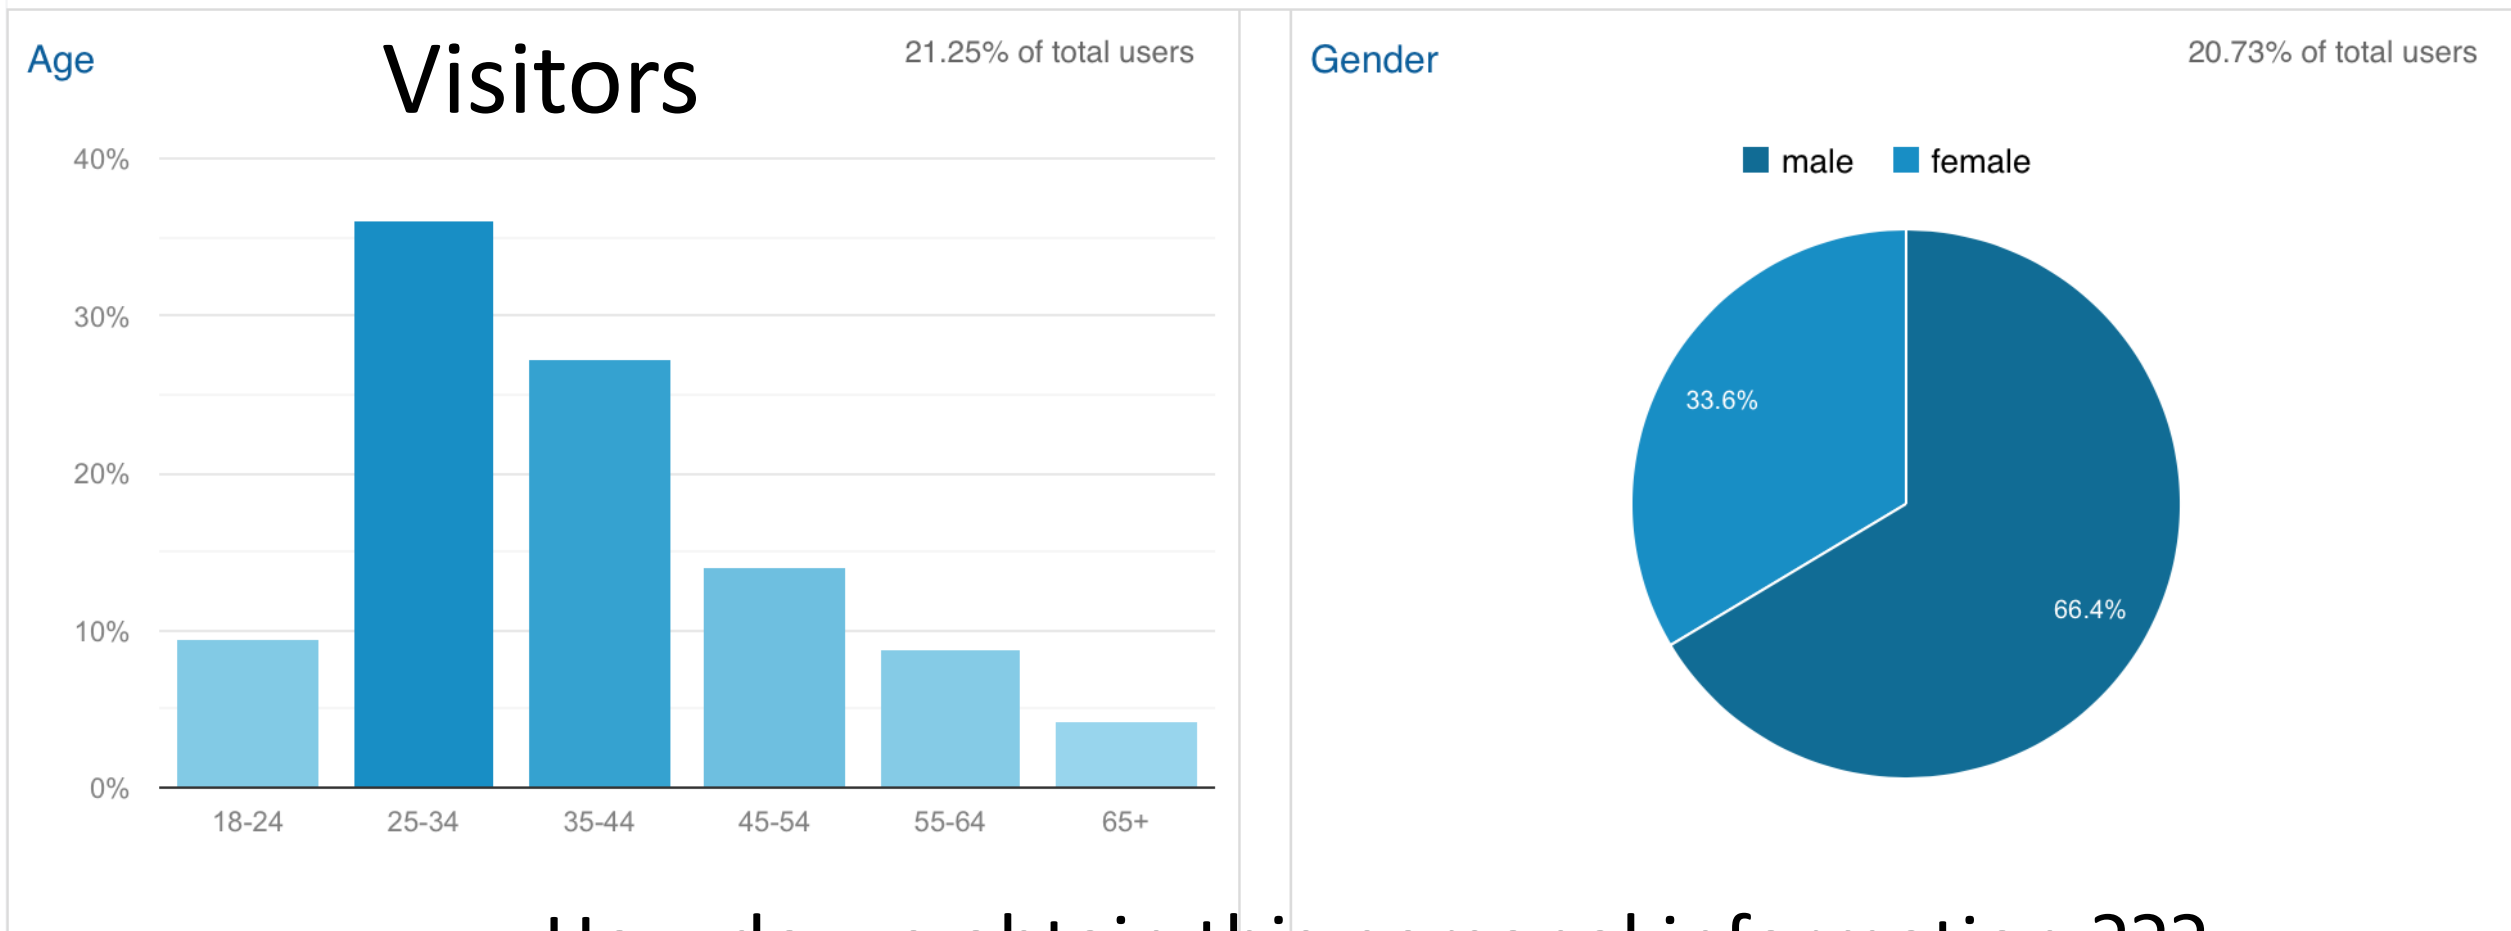 Age
Visitors
21.25% of total users
40%
30%
20%
10%
0%
18-24 25-34 35-44 45-54 55-64 65+
Gender
20.73% of total users
male female
33.6%
66.4%